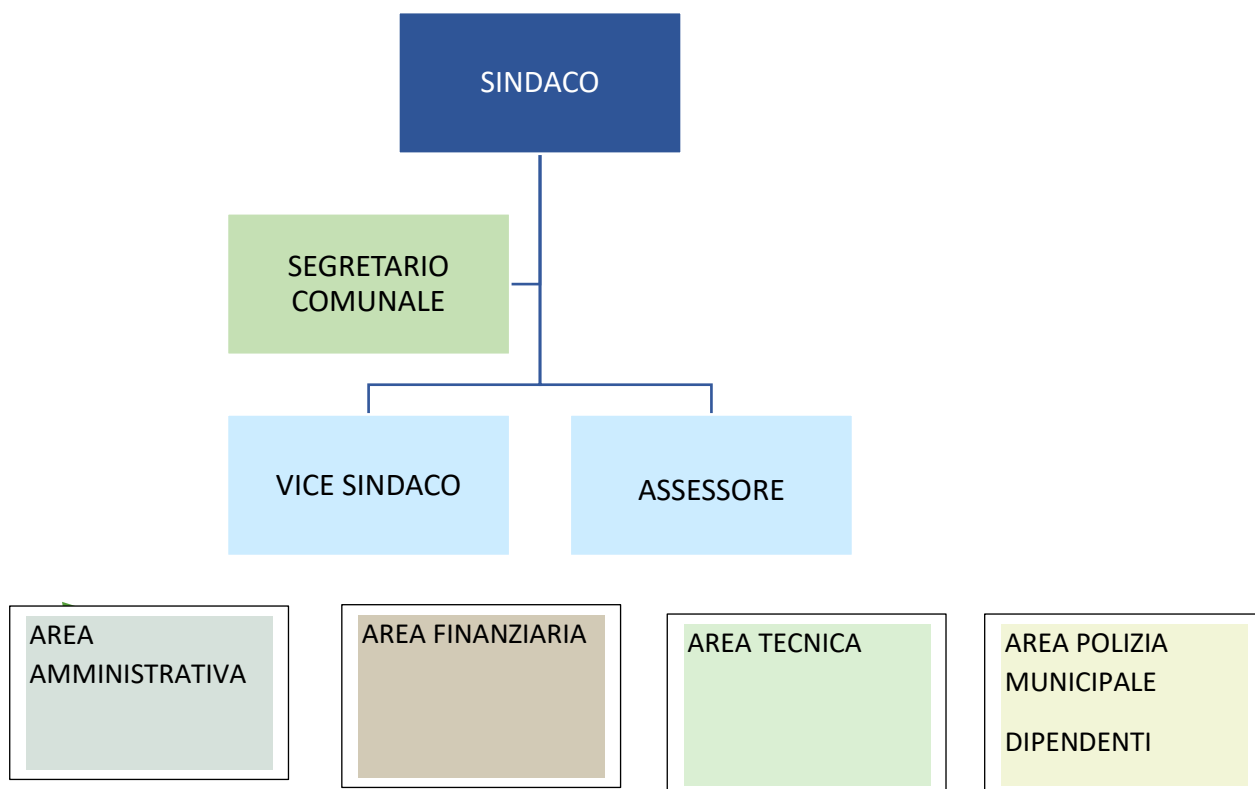 SINDACO
SEGRETARIO
COMUNALE
VICE SINDACO
ASSESSORE
AREA
AMMINISTRATIVA
AREA FINANZIARIA
AREA TECNICA
AREA POLIZIA
MUNICIPALE
DIPENDENTI